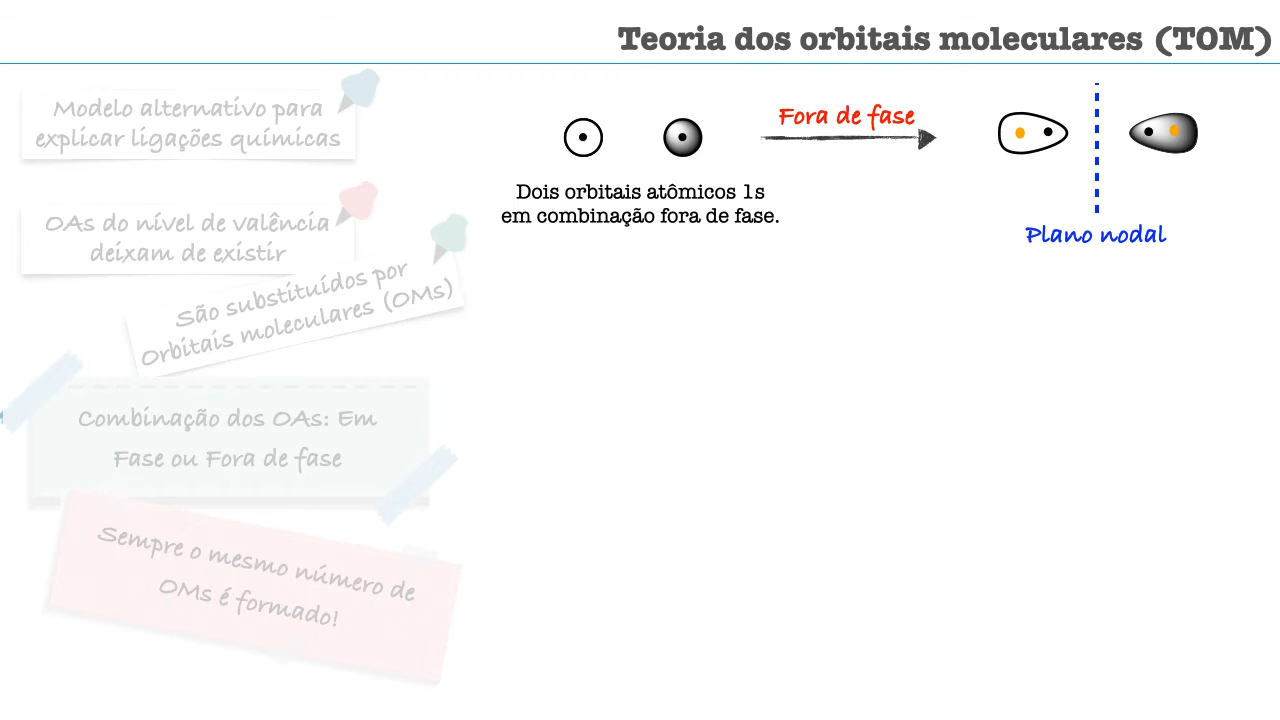 Teoria dos orbitais moleculares (TOM)
Modelo alternativo para
explicar ligações químicas
OAs do nível de valência
deixam de existir
São substituídos por
Orbitais moleculares (OMs)
Combinação dos OAs: Em
Fase ou Fora de fase
Sempre o mesmo número de
OMs é formado!
Fora de fase
Dois orbitais atômicos 1s
em combinação fora de fase.
Plano nodal